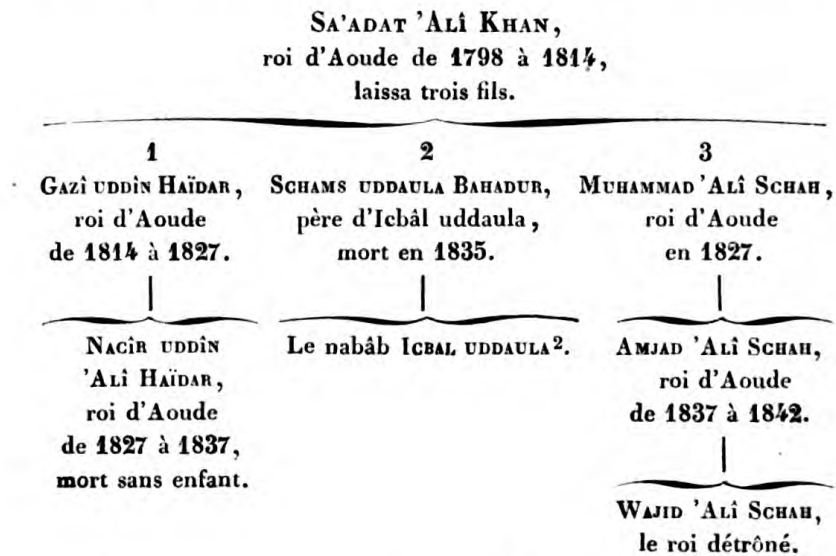 SA'ADAT 'ALÎ KHAN,
roi d'Aoude de 1798 à 1814,
laissa trois fils.
1
GAZÎ UDDÎN HAÏDAR,
roi d'Aoude
de 1814 à 1827.
NACÎR UDDÎN
'ALÎ HAÏDAR,
roi d'Aoude
de 1827 à 1837,
mort sans enfant.
2
SCHAMS UDDAULA BAHADUR,
père d'Icbâl uddaula,
mort en 1835.
Le nabâb ICBAL UDDAULA².
3
MUHAMMAD 'ALÎ SCHAH,
roi d'Aoude
en 1827.
AMJAD 'ALÎ SCHAH,
roi d'Aoude
de 1837 à 1842.
WAJID 'ALÎ SCHAH,
le roi détrôné.